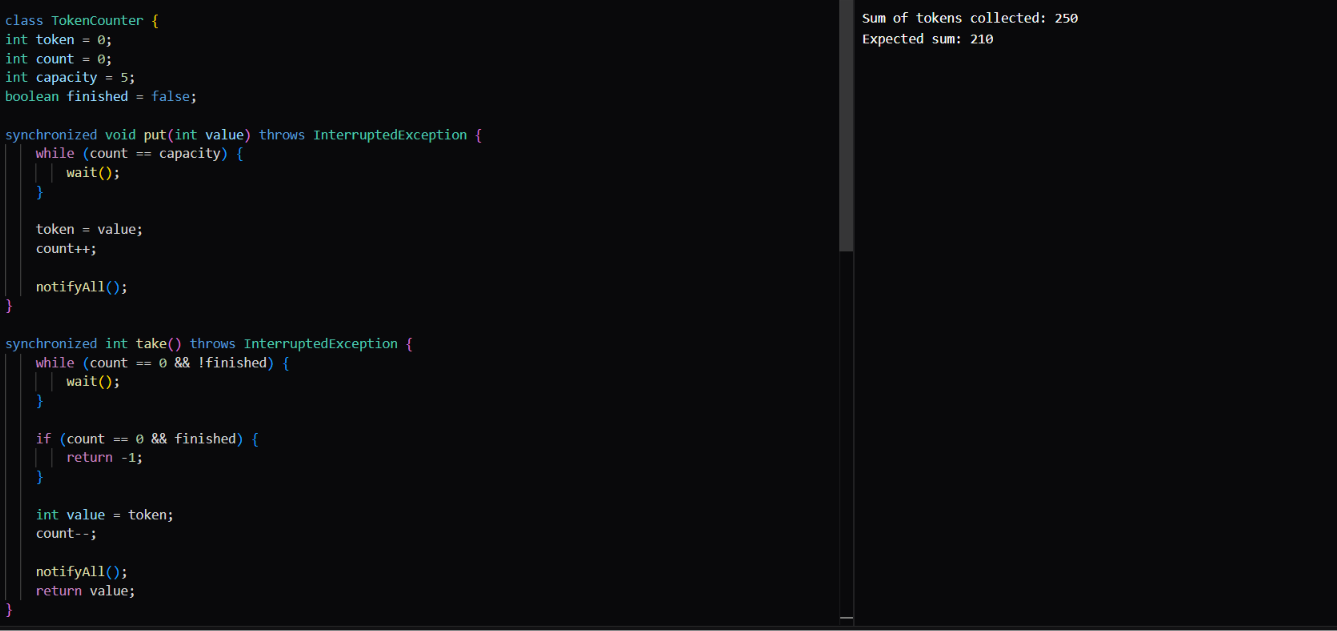 class TokenCounter {
int token = 0;
int count = 0;
int capacity = 5;
boolean finished = false;
synchronized void put(int value) throws InterruptedException {
while (count == capacity) {
wait();
}
token = value;
count++;
notifyAll();
}
synchronized int take() throws InterruptedException {
while (count == 0 && !finished) {
wait();
}
if (count == 0 && finished) {
return -1;
}
int value = token;
count--;
notifyAll();
return value;
}
Sum of tokens collected: 250
Expected sum: 210